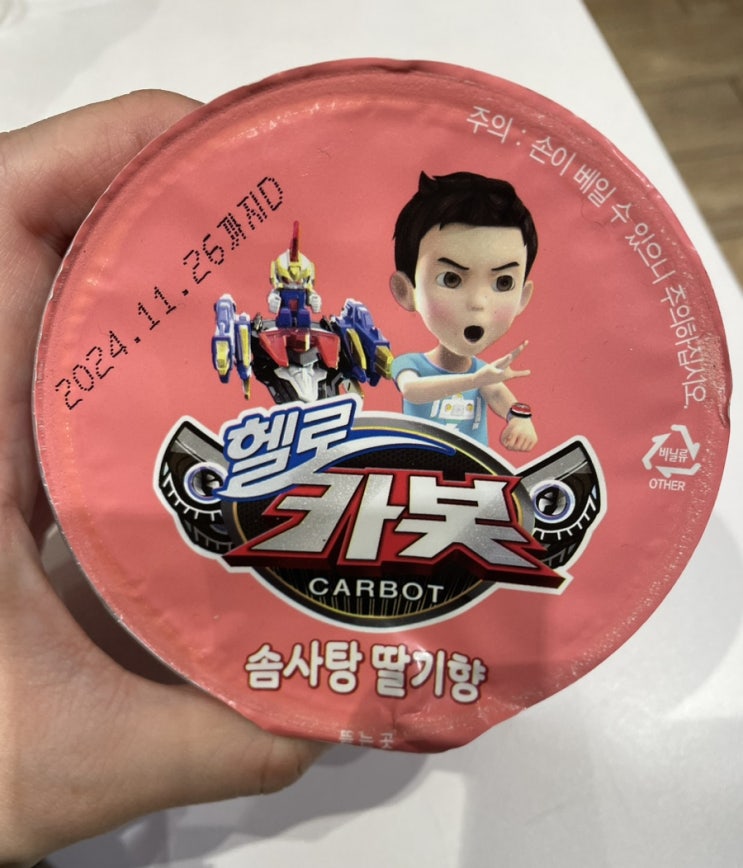 주의 : 손이 베일 수 있으니 주의하십시오.
2024.11.26까지D
헬로
카봇
CARBOT
비닐류
OTHER
솜사탕 딸기향
뜯는곳